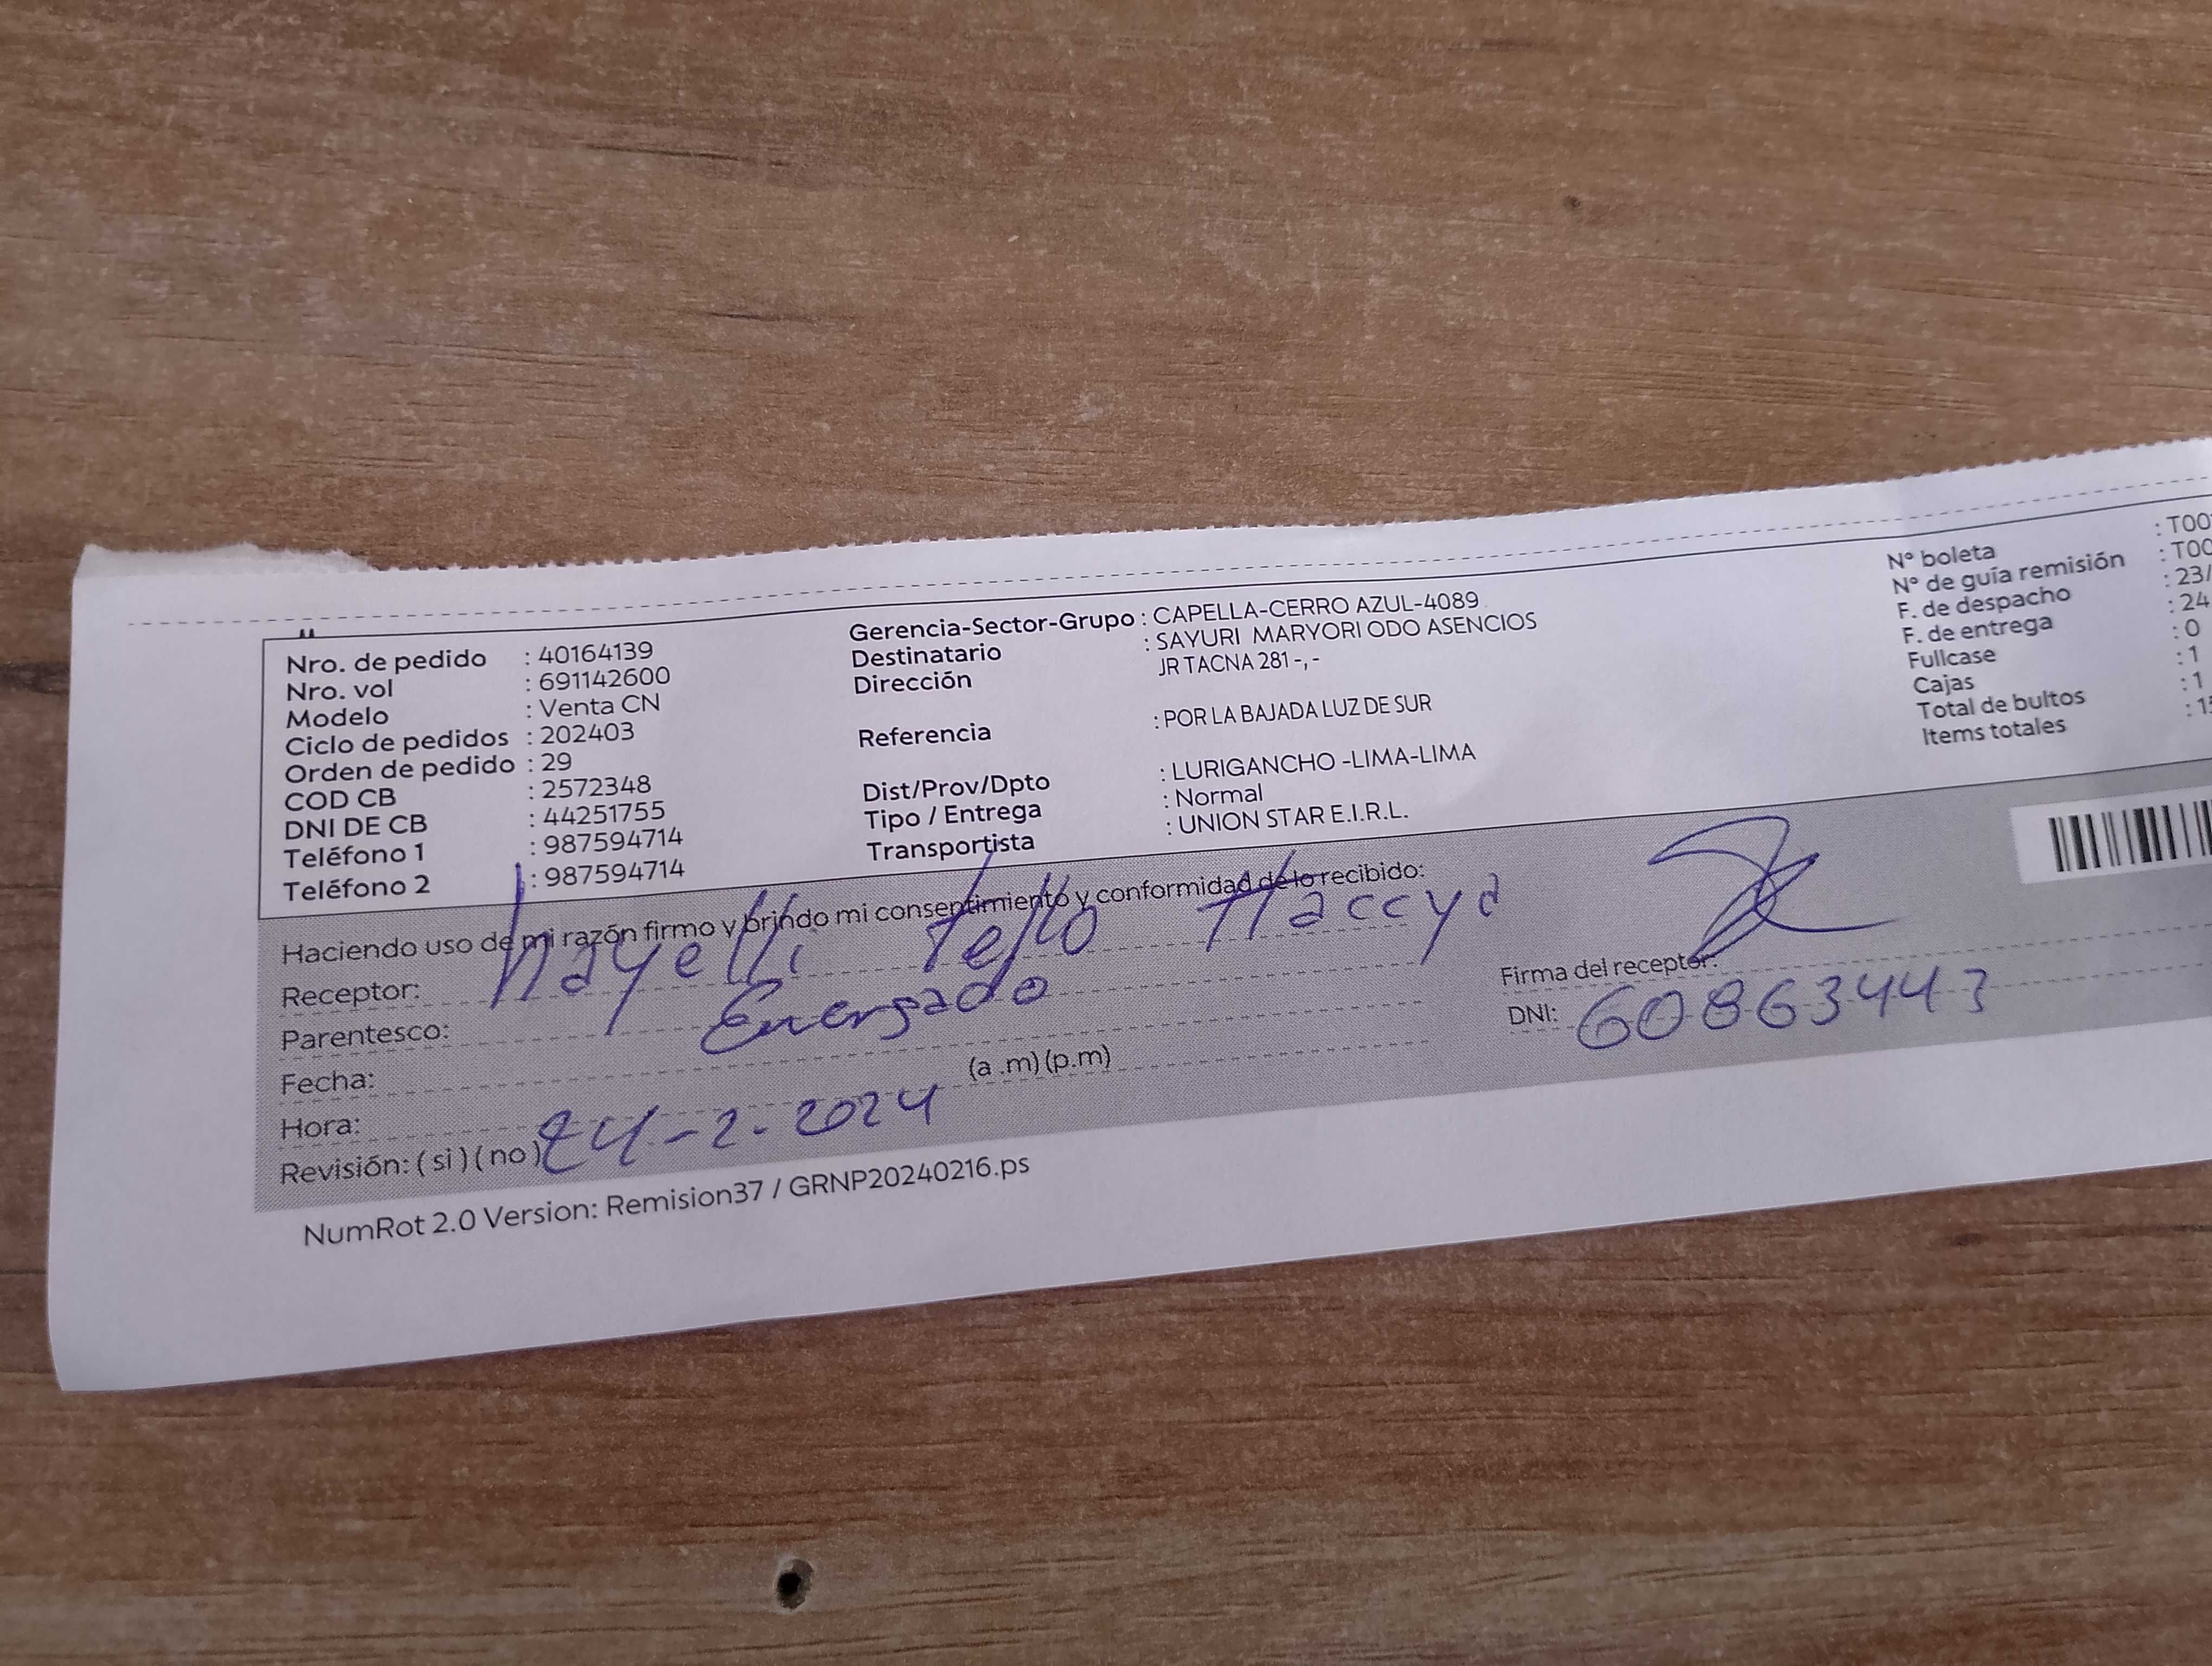 Nro. de pedido : 40164139
Nro. vol : 691142600
Modelo : Venta CN
Ciclo de pedidos : 202403
Orden de pedido : 29
COD CB : 2572348
DNI DE CB : 44251755
Teléfono 1 : 987594714
Teléfono 2 : 987594714
Gerencia-Sector-Grupo : CAPELLA-CERRO AZUL-4089
Destinatario : SAYURI MARYORI ODO ASENCIOS
Dirección JR TACNA 281 -, -
Referencia : POR LA BAJADA LUZ DE SUR
Dist/Prov/Dpto : LURIGANCHO -LIMA-LIMA
Tipo / Entrega : Normal
Transportista : UNION STAR E.I.R.L.
N° boleta : T00
N° de guía remisión : T00
F. de despacho : 23/
F. de entrega : 24
Fullcase : 0
Cajas : 1
Total de bultos : 1
Items totales : 1
Haciendo uso de mi razón firmo y brindo mi consentimiento y conformidad de lo recibido:
Receptor: Nayelli Tello Haccya
Parentesco: Encergado
Fecha:
Hora: (a .m) (p.m)
Revisión: ( si ) ( no ) 24-2-2024
Firma del receptor:
DNI: 60863443
NumRot 2.0 Version: Remision37 / GRNP20240216.ps